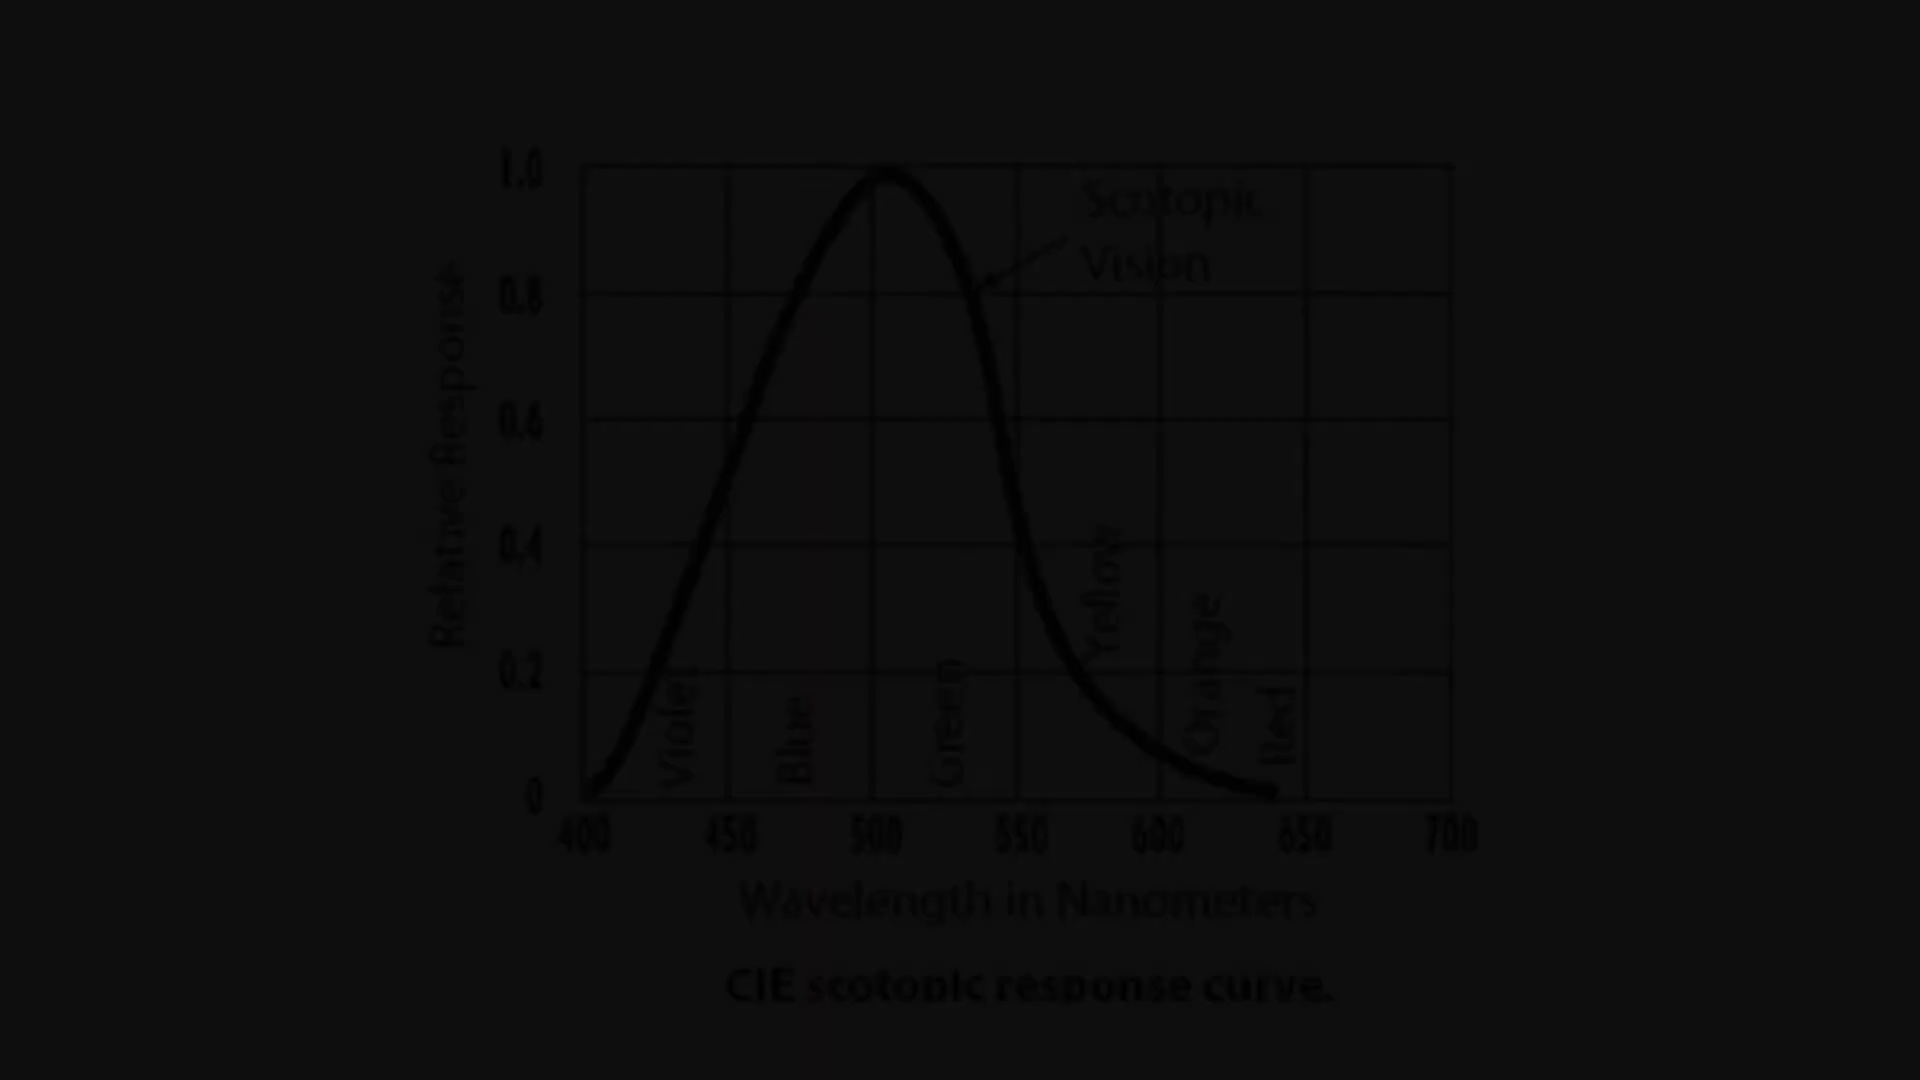 1.0
0.8
0.6
0.4
0.2
0
Relative Response
Scotopic
Vision
Violet
Blue
Green
Yellow
Orange
Red
400 450 500 550 600 650 700
Wavelength in Nanometers
CIE scotopic response curve.